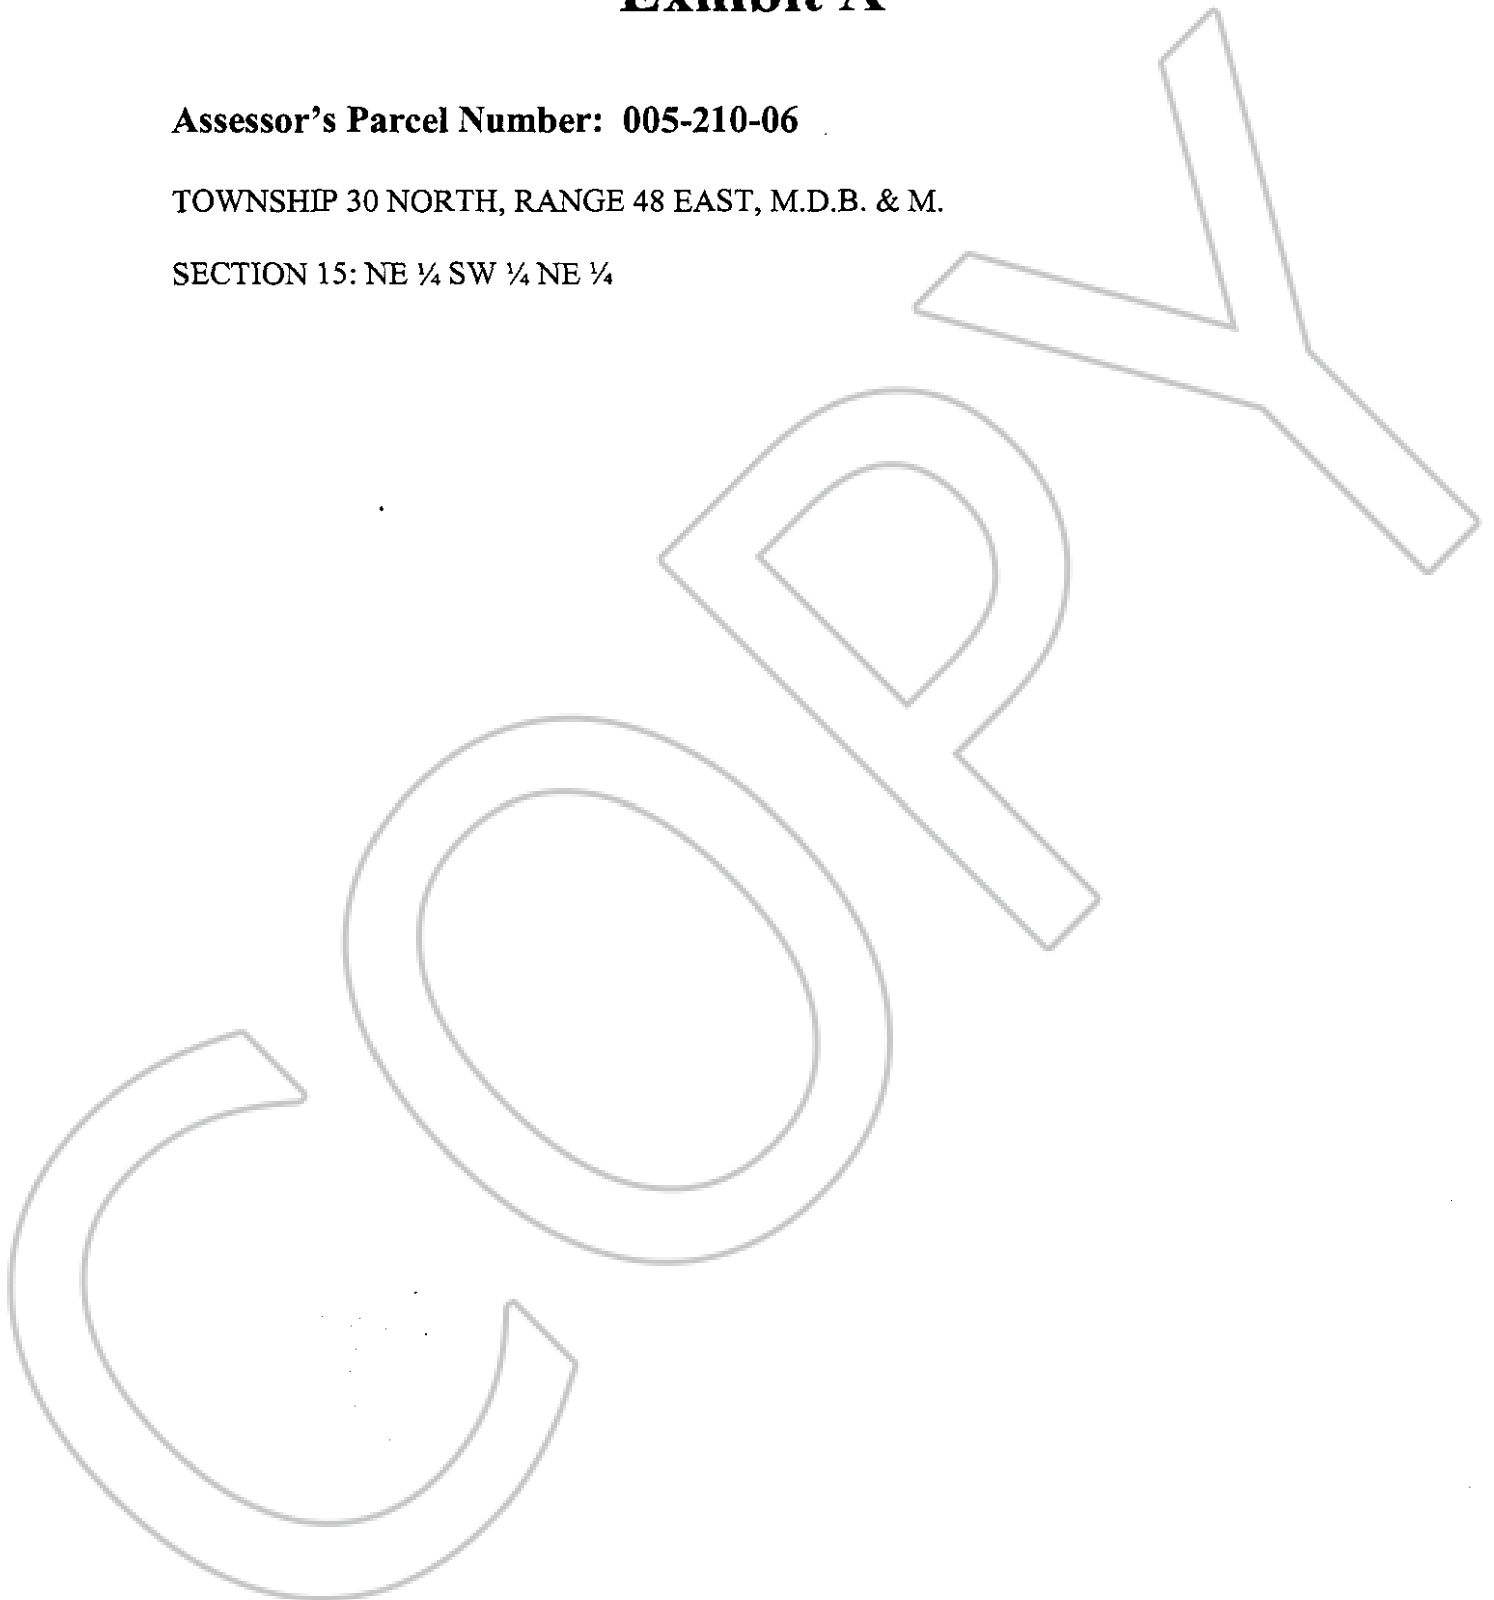 Exhibit A
Assessor's Parcel Number: 005-210-06
TOWNSHIP 30 NORTH, RANGE 48 EAST, M.D.B. & M.
SECTION 15: NE ¼ SW ¼ NE ¼
COPY